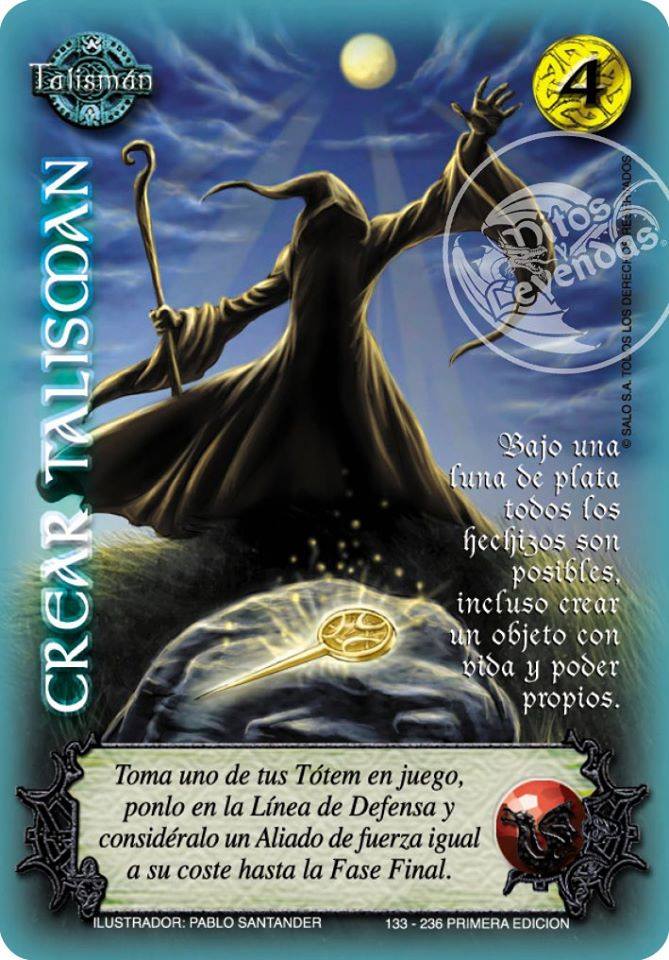 Talismán
4
CREAR TALISMAN
Mitos
y
Leyendas
© SALO S.A. TODOS LOS DERECHOS RESERVADOS
Bajo una
luna de plata
todos los
hechizos son
posibles,
incluso crear
un objeto con
vida y poder
propios.
Toma uno de tus Tótem en juego,
ponlo en la Línea de Defensa y
considéralo un Aliado de fuerza igual
a su coste hasta la Fase Final.
ILUSTRADOR: PABLO SANTANDER
133 - 236 PRIMERA EDICION